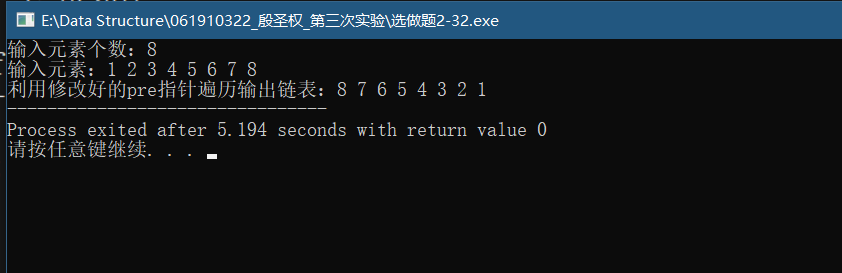 E:\Data Structure\061910322_殷圣权_第三次实验\选做题2-32.exe
输入元素个数：8
输入元素：1 2 3 4 5 6 7 8
利用修改好的pre指针遍历输出链表：8 7 6 5 4 3 2 1
--------------------------------
Process exited after 5.194 seconds with return value 0
请按任意键继续. . .